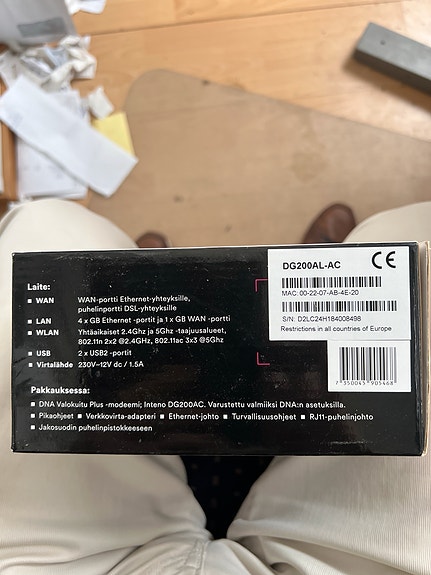 Laite:
■ WAN WAN-portti Ethernet-yhteyksille,
puhelinportti DSL-yhteyksille
■ LAN 4 x GB Ethernet -portit ja 1 x GB WAN -portti
■ WLAN Yhtäaikaiset 2.4Ghz ja 5Ghz -taajuusalueet,
802.11n 2x2 @2.4GHz, 802.11ac 3x3 @5Ghz
■ USB 2 x USB2 -portit
■ Virtalähde 230V–12V dc / 1.5A
Pakkauksessa:
■ DNA Valokuitu Plus -modeemi; Inteno DG200AC. Varustettu valmiiksi DNA:n asetuksilla.
■ Pikaohjeet ■ Verkkovirta-adapteri ■ Ethernet-johto ■ Turvallisuusohjeet ■ RJ11-puhelinjohto
■ Jakosuodin puhelinpistokkeeseen
DG200AL-AC CE
MAC: 00-22-07-AB-4E-20
S/N: D2LC24H184008498
Restrictions in all countries of Europe
7 350045 905468